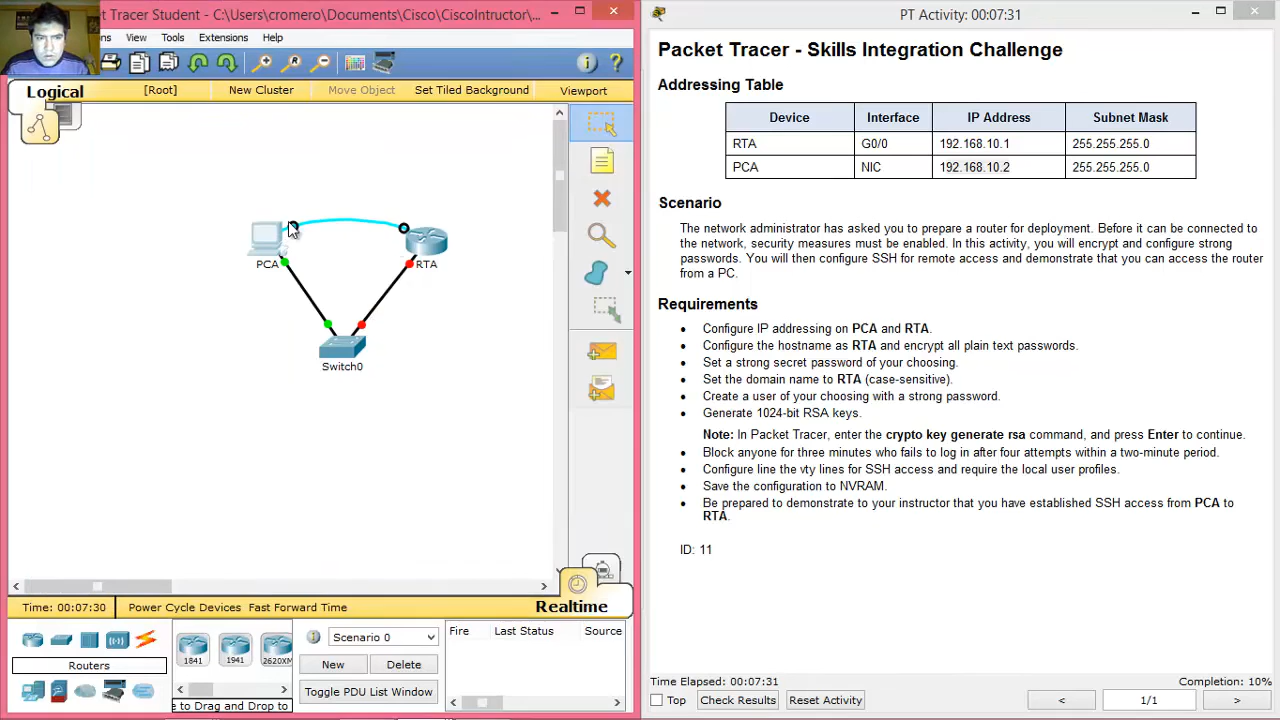 t Tracer Student - C:\Users\cromero\Documents\Cisco\CiscoIntructor\...
ns View Tools Extensions Help
Logical [Root] New Cluster Move Object Set Tiled Background Viewport
PCA
RTA
Switch0
Time: 00:07:30 Power Cycle Devices Fast Forward Time Realtime
Routers
1841 1941 2620XM
e to Drag and Drop to
Scenario 0
New Delete
Toggle PDU List Window
Fire Last Status Source
PT Activity: 00:07:31
Packet Tracer - Skills Integration Challenge
Addressing Table
Device Interface IP Address Subnet Mask
RTA G0/0 192.168.10.1 255.255.255.0
PCA NIC 192.168.10.2 255.255.255.0
Scenario
The network administrator has asked you to prepare a router for deployment. Before it can be connected to
the network, security measures must be enabled. In this activity, you will encrypt and configure strong
passwords. You will then configure SSH for remote access and demonstrate that you can access the router
from a PC.
Requirements
• Configure IP addressing on PCA and RTA.
• Configure the hostname as RTA and encrypt all plain text passwords.
• Set a strong secret password of your choosing.
• Set the domain name to RTA (case-sensitive).
• Create a user of your choosing with a strong password.
• Generate 1024-bit RSA keys.
Note: In Packet Tracer, enter the crypto key generate rsa command, and press Enter to continue.
• Block anyone for three minutes who fails to log in after four attempts within a two-minute period.
• Configure line the vty lines for SSH access and require the local user profiles.
• Save the configuration to NVRAM.
• Be prepared to demonstrate to your instructor that you have established SSH access from PCA to
RTA.
ID: 11
Time Elapsed: 00:07:31 Completion: 10%
Top Check Results Reset Activity < 1/1 >